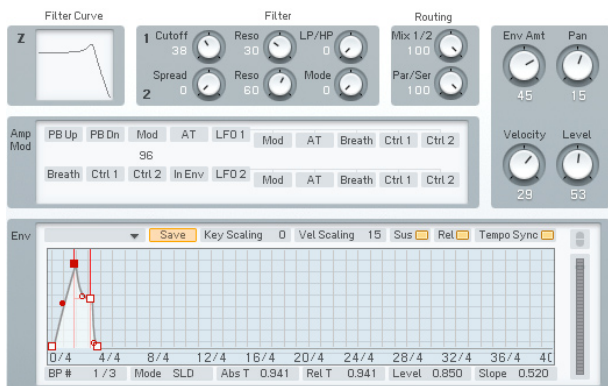 Filter Curve Filter Routing
Z 1 Cutoff 38 Reso 30 LP/HP 0 Mix 1/2 100 Env Amt 45 Pan 15
2 Spread 0 Reso 60 Mode 0 Par/Ser 100
Amp Mod PB Up PB Dn Mod AT LFO 1 Mod AT Breath Ctrl 1 Ctrl 2 Velocity 29 Level 53
96
Breath Ctrl 1 Ctrl 2 In Env LFO 2 Mod AT Breath Ctrl 1 Ctrl 2
Env Save Key Scaling 0 Vel Scaling 15 Sus Rel Tempo Sync
0/4 4/4 8/4 12/4 16/4 20/4 24/4 28/4 32/4 36/4 4(
BP # 1/3 Mode SLD Abs T 0.941 Rel T 0.941 Level 0.850 Slope 0.520